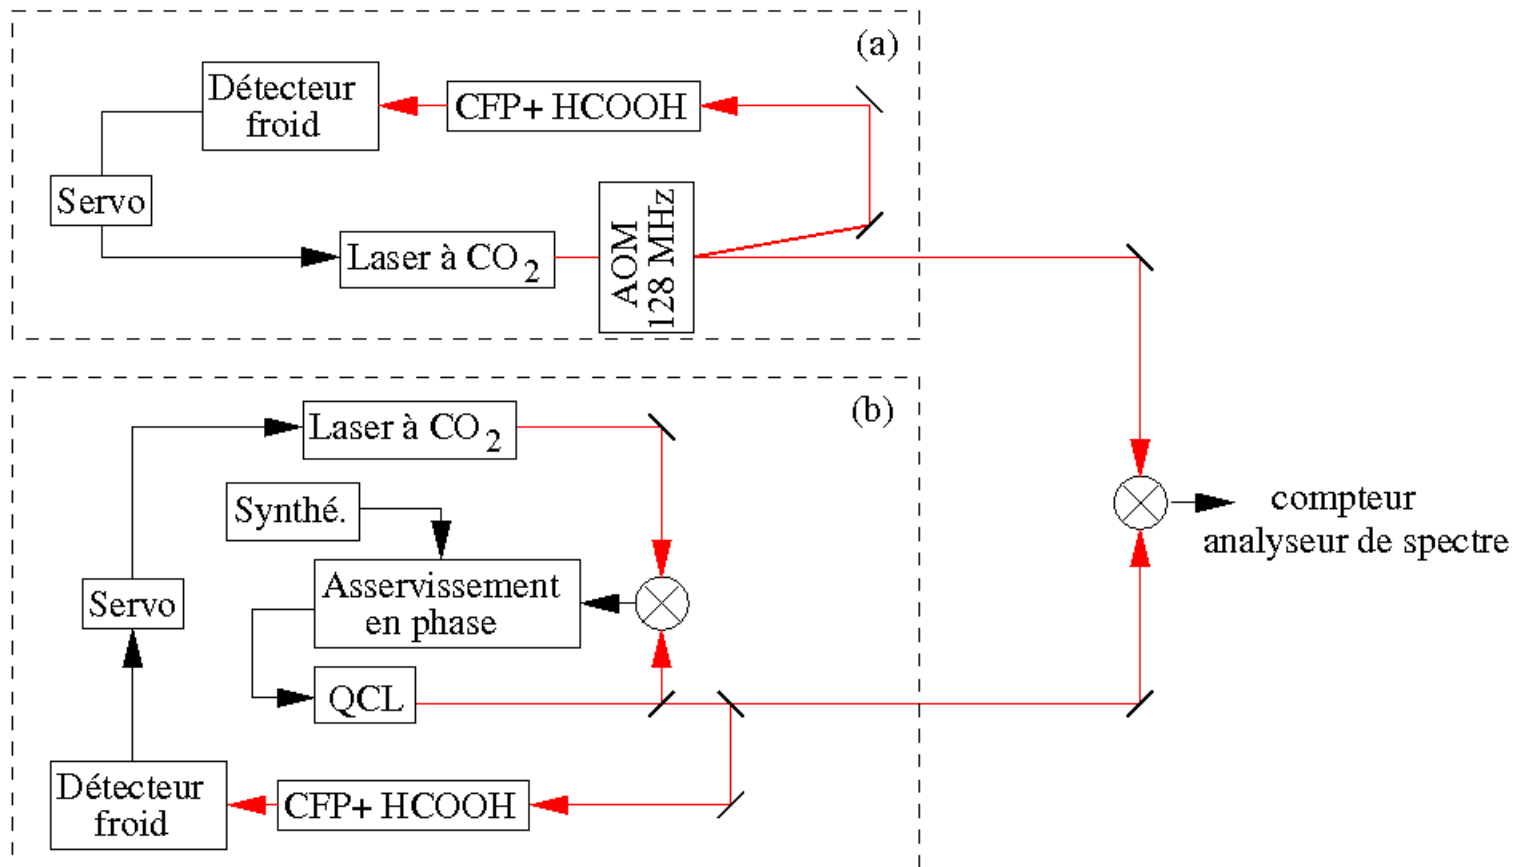 (a)
Détecteur
froid
CFP+ HCOOH
Servo
Laser à CO2
AOM
128 MHz
(b)
Laser à CO2
Synthé.
Asservissement
en phase
Servo
QCL
Détecteur
froid
CFP+ HCOOH
compteur
analyseur de spectre